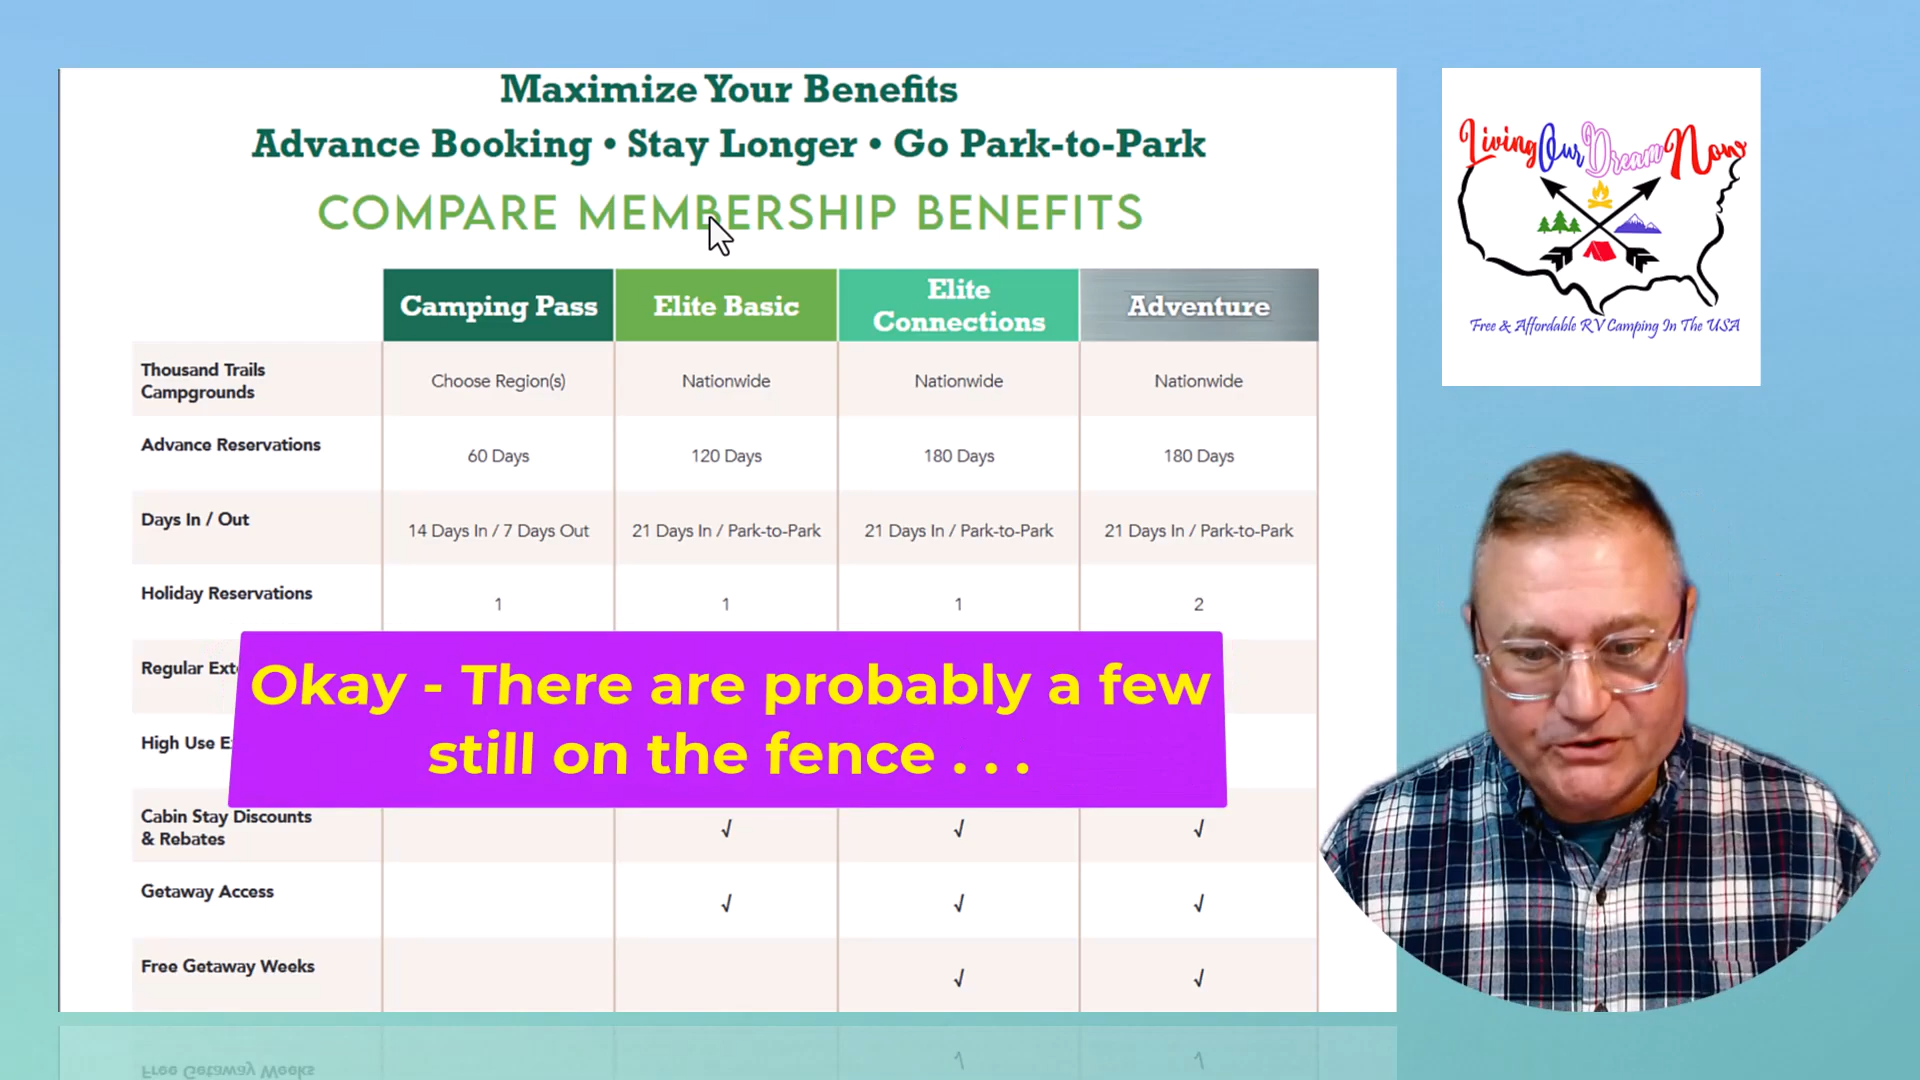 Maximize Your Benefits
Advance Booking • Stay Longer • Go Park-to-Park
COMPARE MEMBERSHIP BENEFITS
Camping Pass
Elite Basic
Elite
Connections
Adventure
Thousand Trails
Campgrounds
Choose Region(s)
Nationwide
Nationwide
Nationwide
Advance Reservations
60 Days
120 Days
180 Days
180 Days
Days In / Out
14 Days In / 7 Days Out
21 Days In / Park-to-Park
21 Days In / Park-to-Park
21 Days In / Park-to-Park
Holiday Reservations
1
1
1
2
Regular
High Use
Okay - There are probably a few
still on the fence . . .
Cabin Stay Discounts
& Rebates
√
√
√
Getaway Access
√
√
√
Free Getaway Weeks
√
√
Living Our Dream Now
Free & Affordable RV Camping In The USA